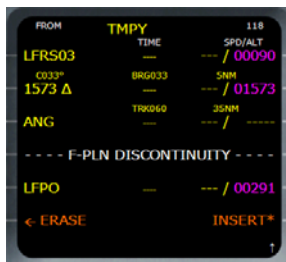 FROM TMPY 118
TIME SPD/ALT
LFRS03 ---- --- / 00090
C033° BRG033 5NM
1573 Δ ---- --- / 01573
TRK060 35NM
ANG ---- --- / -----
- - - - F-PLN DISCONTINUITY - - - -
LFPO ---- --- / 00291
← ERASE INSERT*
↑